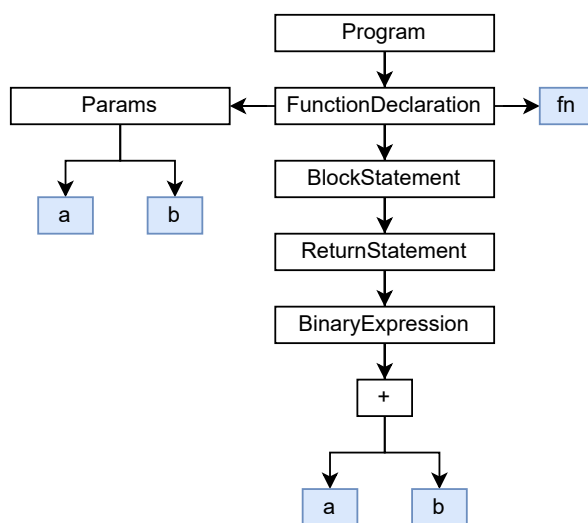 Program
Params
FunctionDeclaration
fn
a
b
BlockStatement
ReturnStatement
BinaryExpression
+
a
b